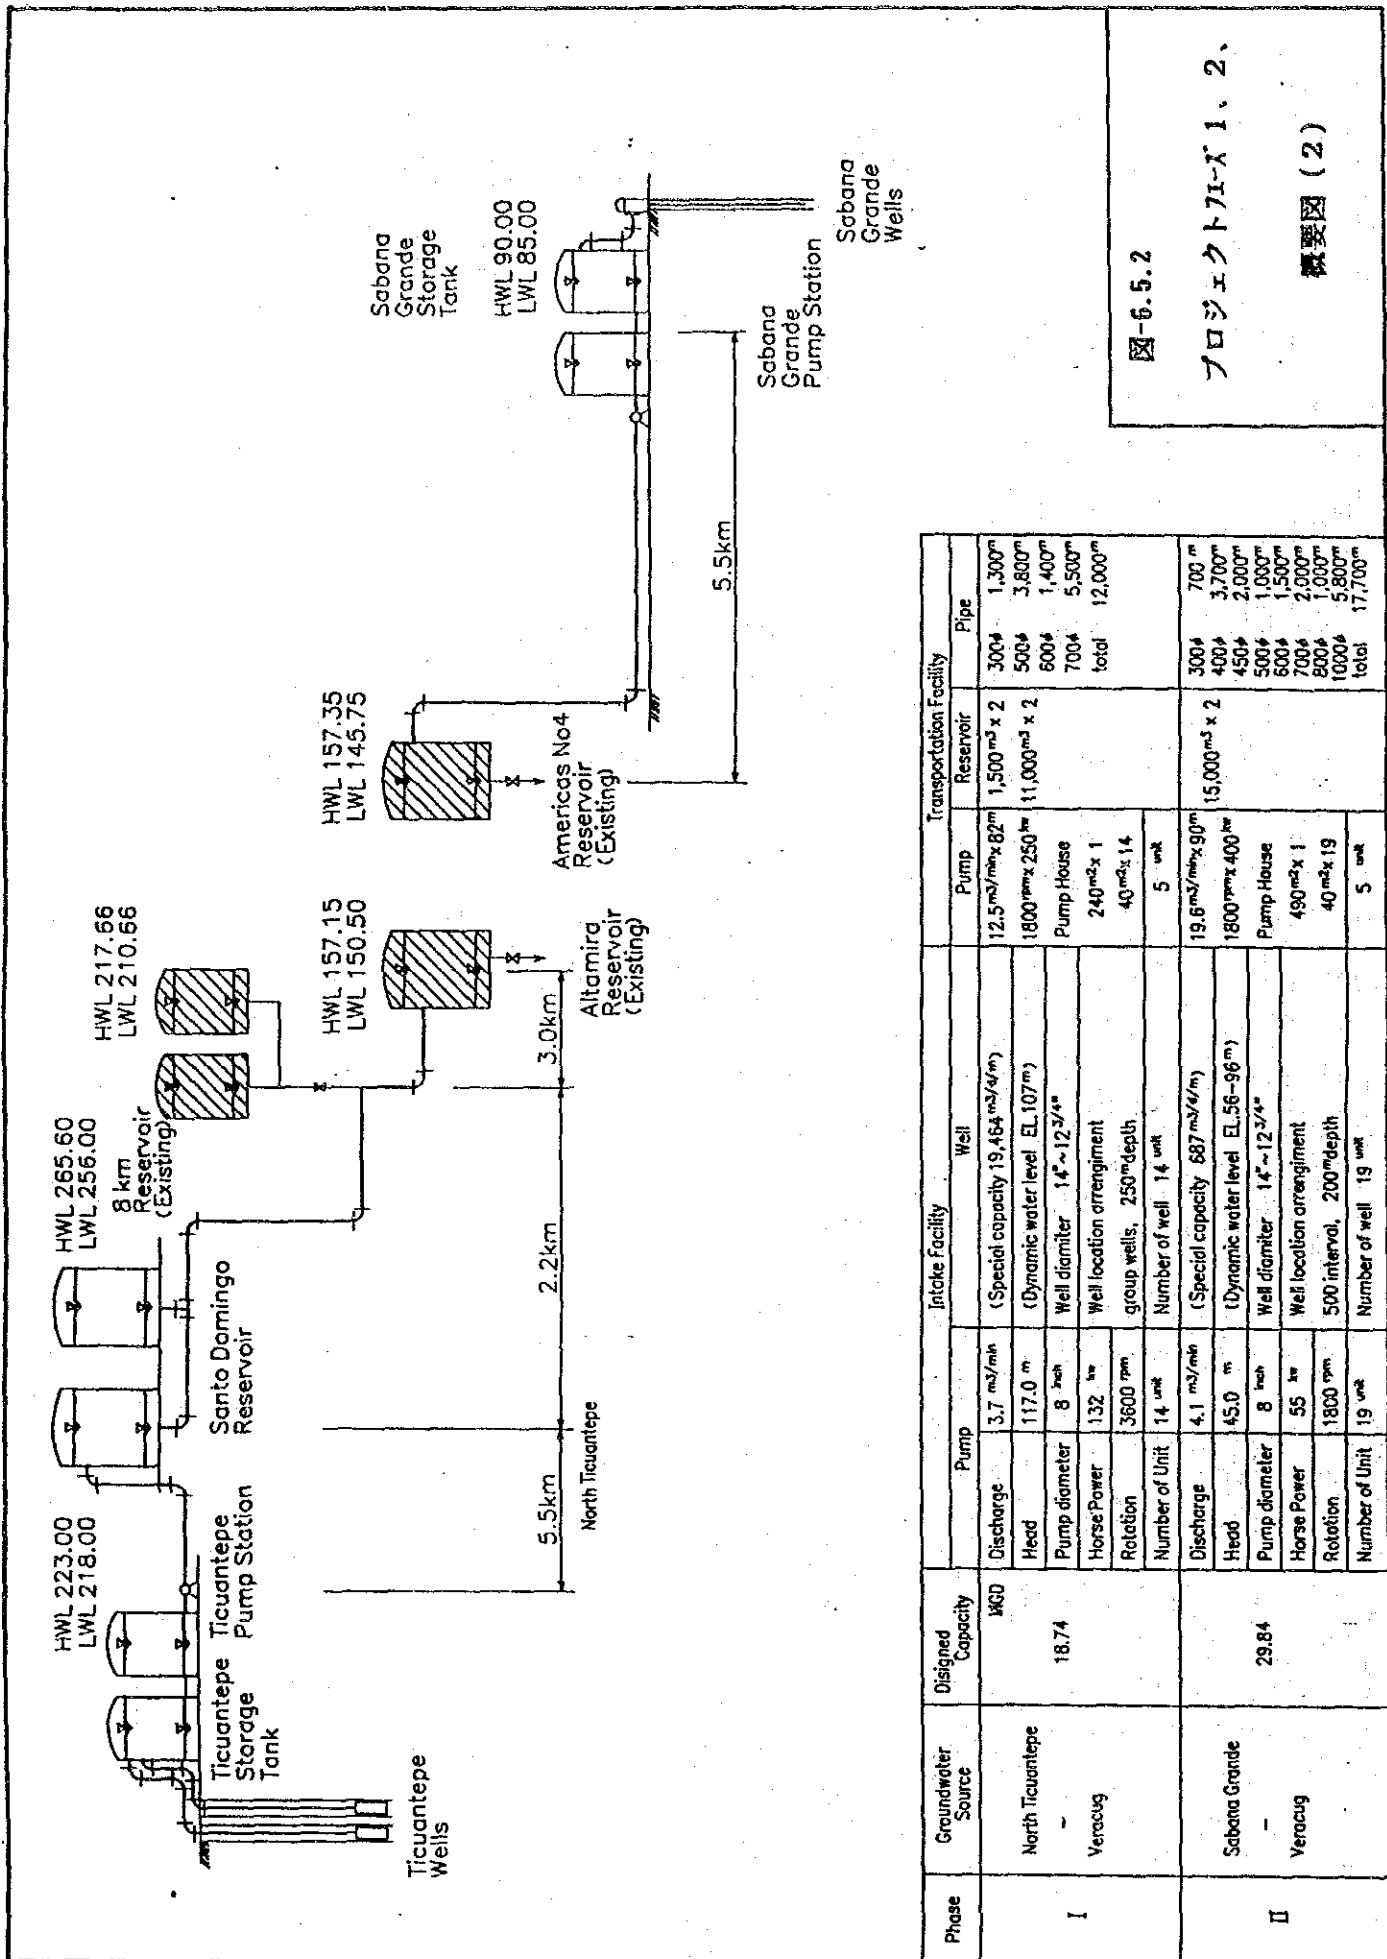 HWL 223.00
LWL 218.00
Ticuantepe
Storage
Tank
Ticuantepe
Pump Station
Ticuantepe
Wells
HWL 265.60
LWL 256.00
Santo Domingo
Reservoir
8 km
Reservoir
(Existing)
HWL 217.66
LWL 210.66
HWL 157.15
LWL 150.50
Altamira
Reservoir
(Existing)
5.5km
2.2km
3.0km
North Ticuantepe
HWL 157.35
LWL 145.75
Americas No4
Reservoir
(Existing)
Sabana
Grande
Storage
Tank
HWL 90.00
LWL 85.00
Sabana
Grande
Pump Station
Sabana
Grande
Wells
5.5km
Phase
Groundwater
Source
Disigned
Capacity
Intake Facility
Transportation Facility
Pump
Well
Pump
Reservoir
Pipe
I
North Ticuantepe
-
Veracug
MGD
18.74
Discharge 3.7 m3/min
Head 117.0 m
Pump diameter 8 inch
Horse Power 132 kw
Rotation 3600 rpm
Number of Unit 14 unit
(Special capacity 19,464 m3/d/m)
(Dynamic water level EL.107m)
Well diamiter 14"~12 3/4"
Well location arrengiment
group wells, 250m depth
Number of well 14 unit
12.5m3/min x 82m
1800rpm x 250kw
Pump House
240m2 x 1
40m2 x 14
5 unit
1,500m3 x 2
11,000m3 x 2
300ϕ 1,300m
500ϕ 3,800m
600ϕ 1,400m
700ϕ 5,500m
total 12,000m
II
Sabana Grande
-
Veracug
29.84
Discharge 4.1 m3/min
Head 45.0 m
Pump diameter 8 inch
Horse Power 55 kw
Rotation 1800 rpm
Number of Unit 19 unit
(Special capacity 687 m3/d/m)
(Dynamic water level EL.56-96m)
Well diamiter 14"~12 3/4"
Well location arrengiment
500 interval, 200m depth
Number of well 19 unit
19.6m3/min x 90m
1800rpm x 400kw
Pump House
490m2 x 1
40m2 x 19
5 unit
15,000m3 x 2
300ϕ 700 m
400ϕ 3,700m
450ϕ 2,000m
500ϕ 1,000m
600ϕ 1,500m
700ϕ 2,000m
800ϕ 1,000m
1000ϕ 5,800m
total 17,700m
図-6.5.2
プロジェクトフェーズ 1、2、
概要図 (2)